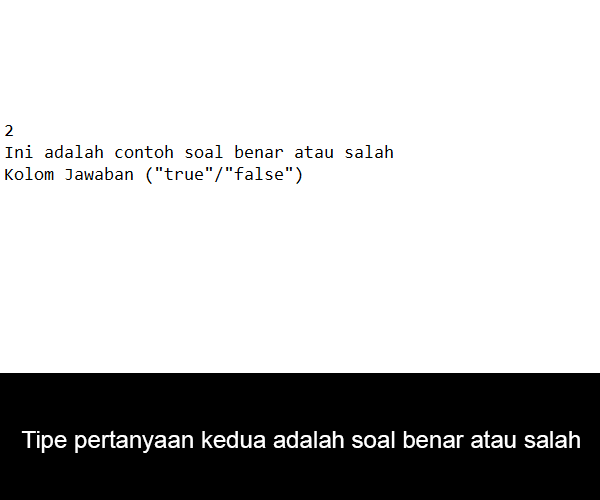 2
Ini adalah contoh soal benar atau salah
Kolom Jawaban ("true"/"false")
Tipe pertanyaan kedua adalah soal benar atau salah